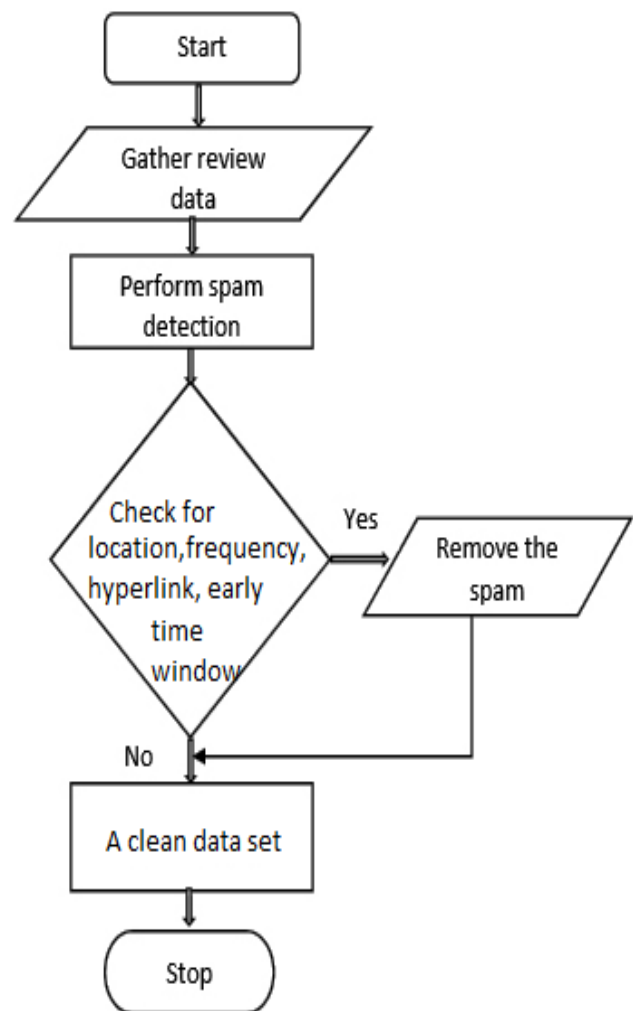 Start
Gather review
data
Perform spam
detection
Check for
location,frequency,
hyperlink, early
time
window
Yes
Remove the
spam
No
A clean data set
Stop